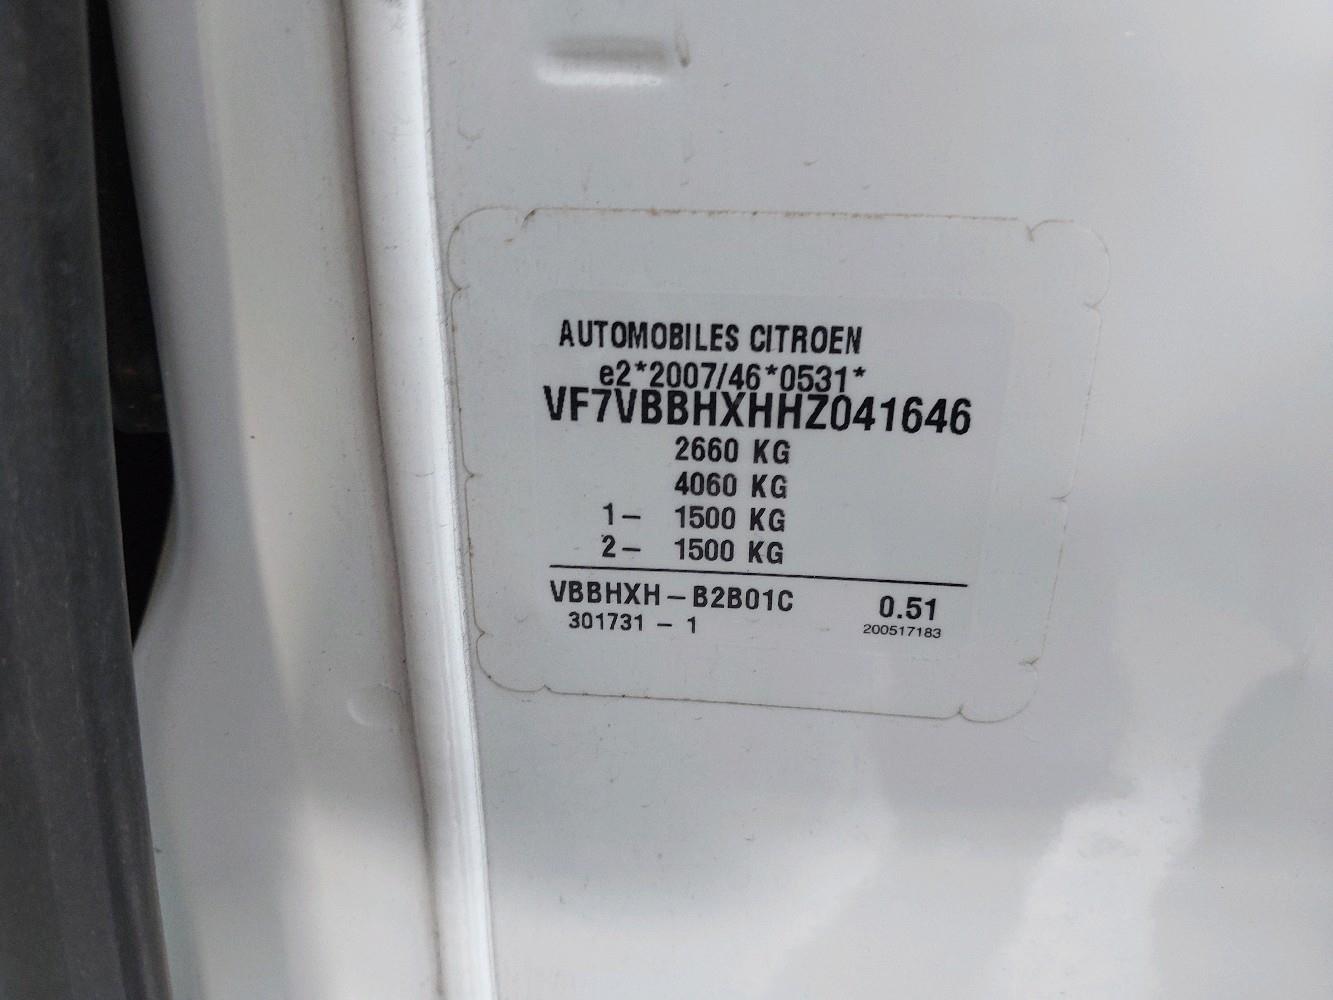 AUTOMOBILES CITROEN
e2*2007/46*0531*
VF7VBBHXHHZ041646
2660 KG
4060 KG
1- 1500 KG
2- 1500 KG
VBBHXH-B2B01C 0.51
301731 - 1 200517183